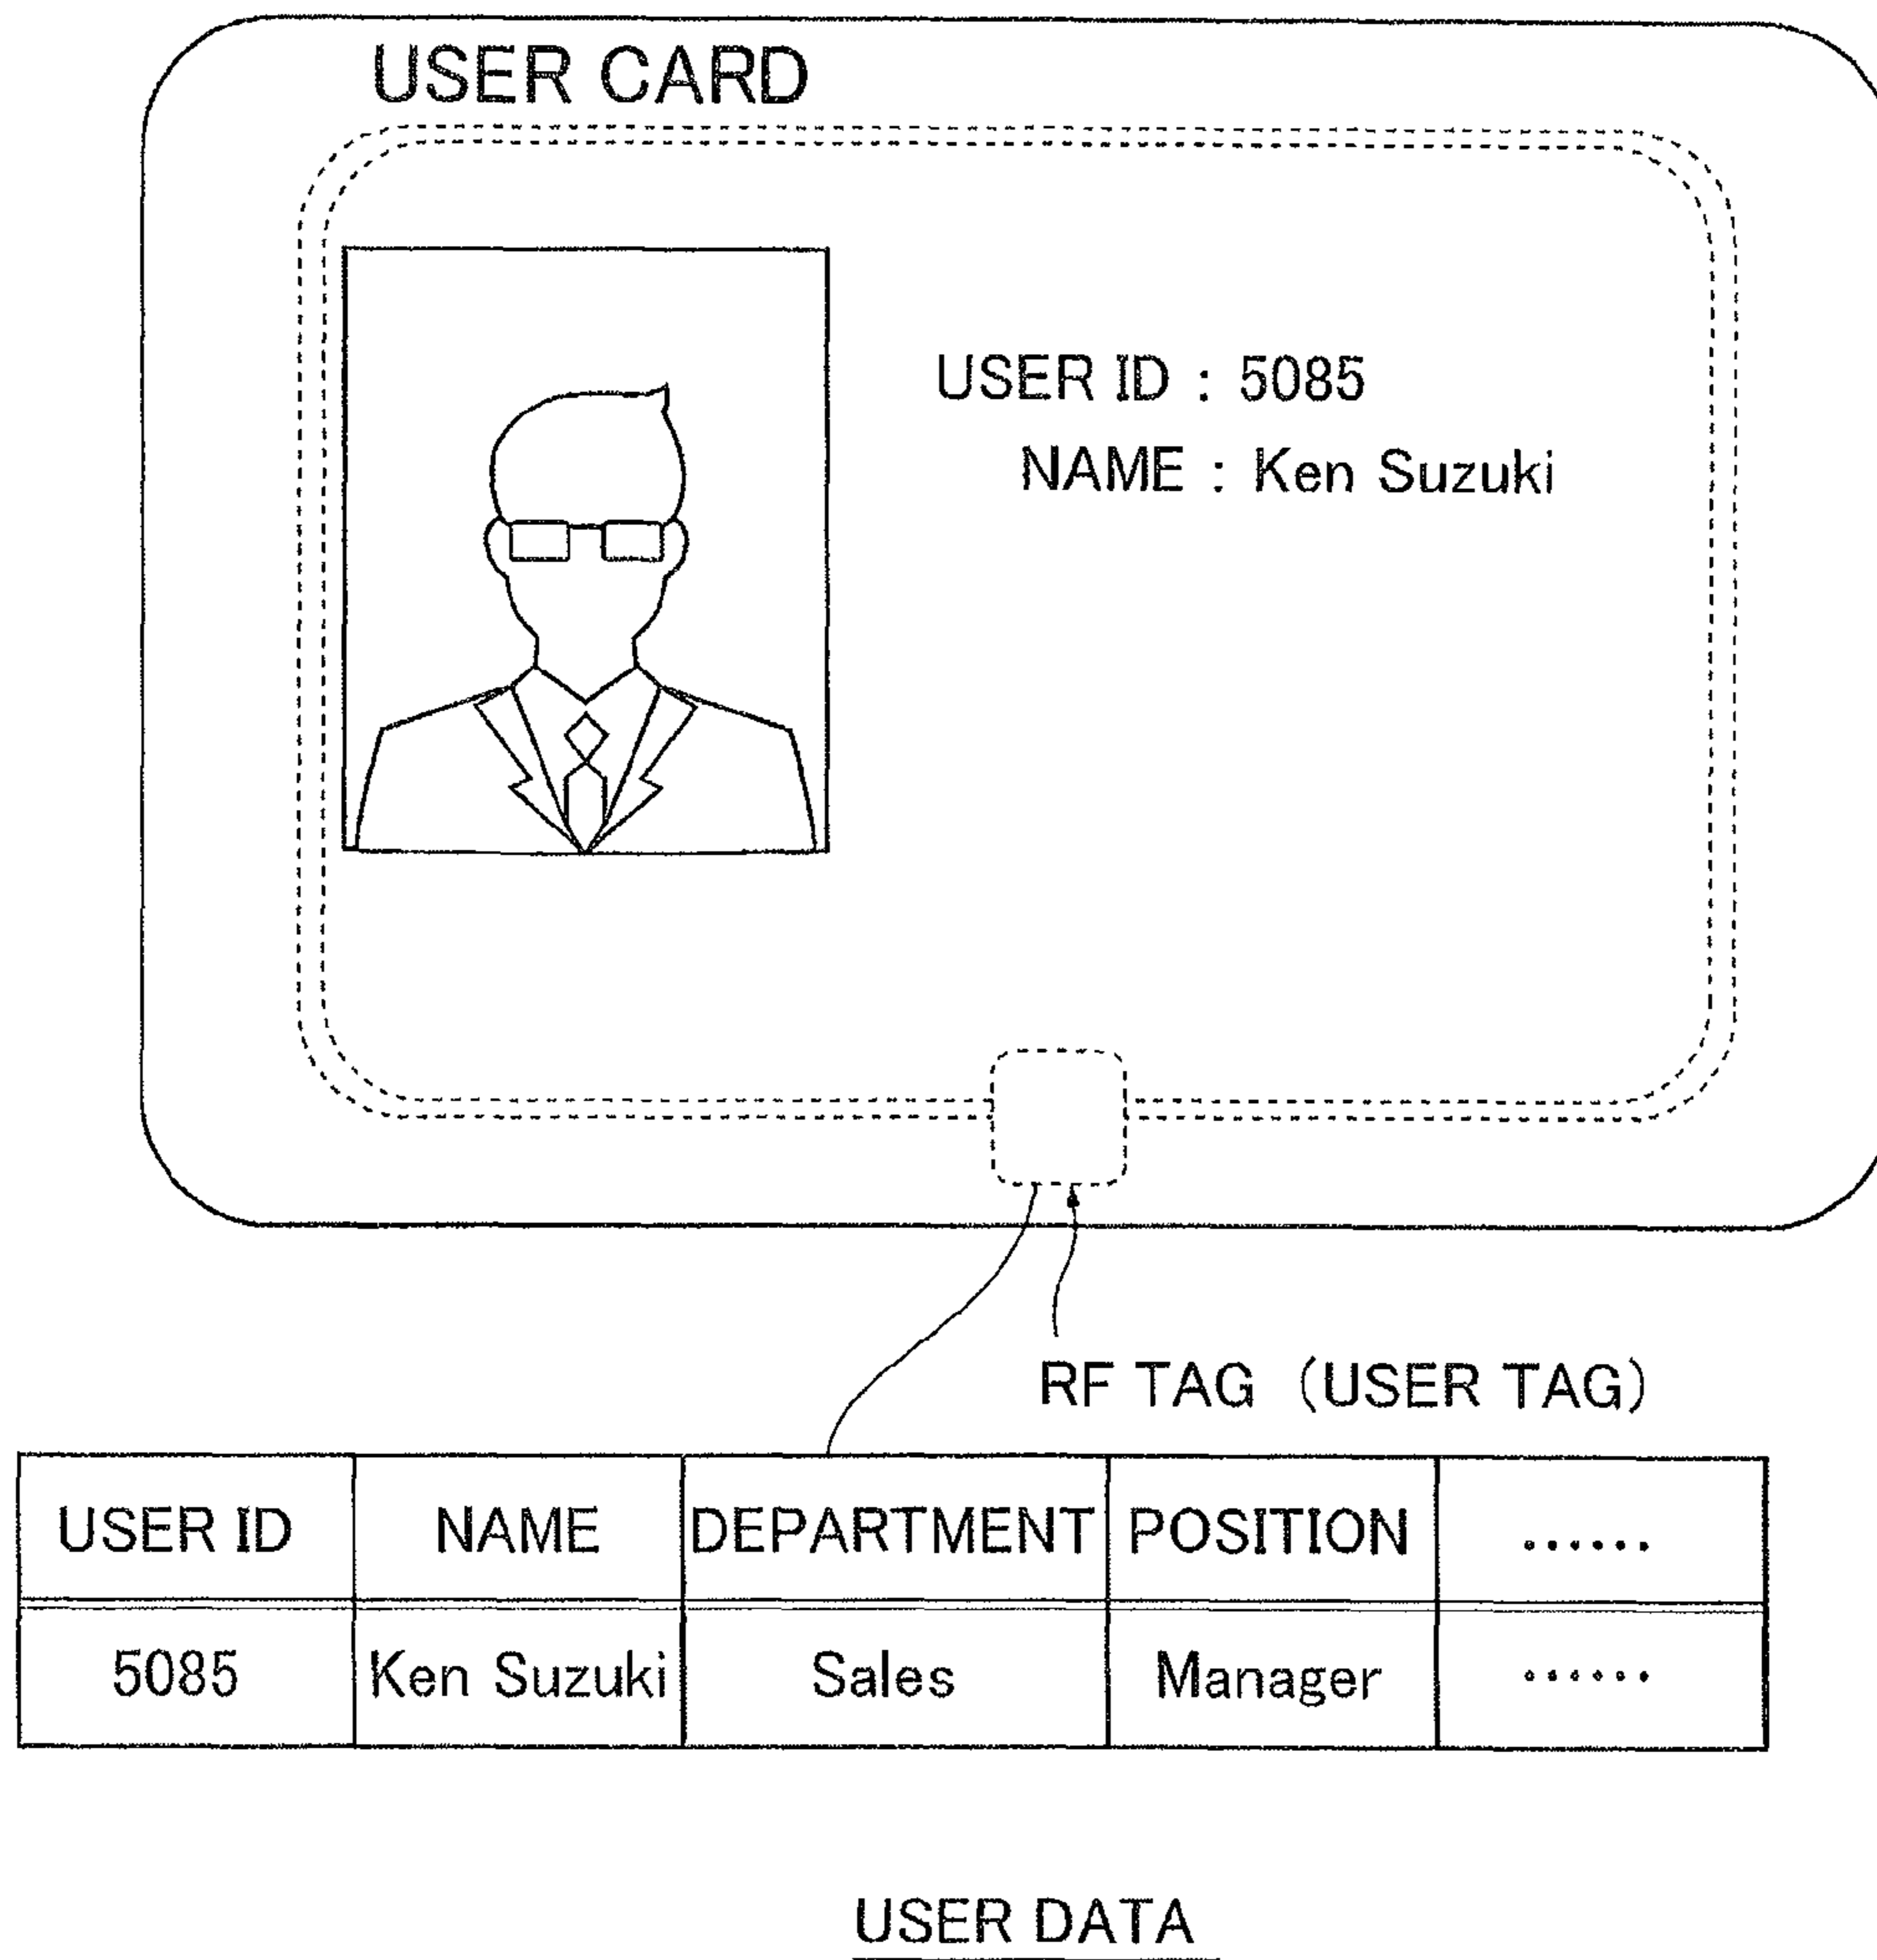 USER CARD
USER ID : 5085
NAME : Ken Suzuki
RF TAG (USER TAG)
USER ID NAME DEPARTMENT POSITION ......
5085 Ken Suzuki Sales Manager ......
USER DATA